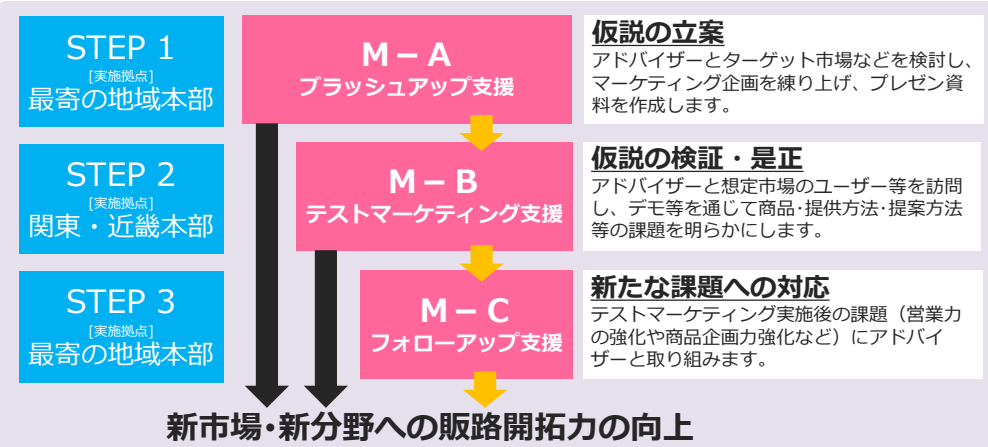 STEP 1
[実施拠点]
最寄の地域本部
M－A
ブラッシュアップ支援
仮説の立案
アドバイザーとターゲット市場などを検討し、
マーケティング企画を練り上げ、プレゼン資
料を作成します。
STEP 2
[実施拠点]
関東・近畿本部
M－B
テストマーケティング支援
仮説の検証・是正
アドバイザーと想定市場のユーザー等を訪問
し、デモ等を通じて商品･提供方法･提案方法
等の課題を明らかにします。
STEP 3
[実施拠点]
最寄の地域本部
M－C
フォローアップ支援
新たな課題への対応
テストマーケティング実施後の課題（営業力
の強化や商品企画力強化など）にアドバイ
ザーと取り組みます。
新市場･新分野への販路開拓力の向上